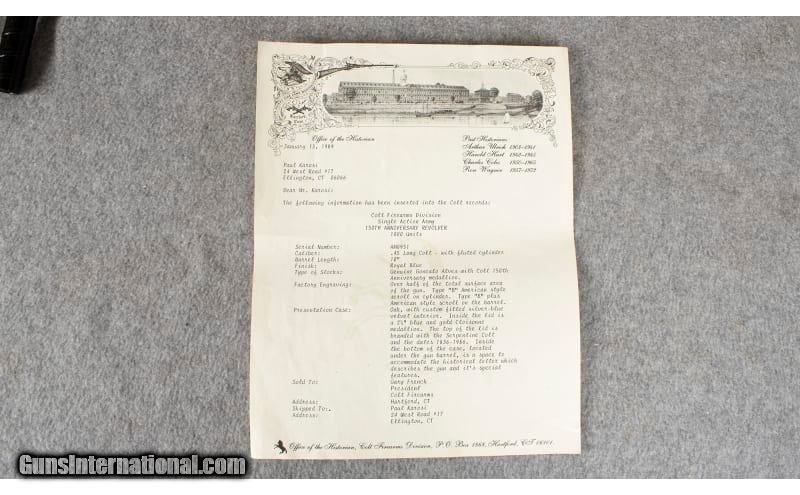 Office of the Historian
Past Historians
January 13, 1989
Arthur Ulrich 1903–1941
Harold Hart 1942–1945
Charles Coles 1950–1965
Ron Wagner 1957–1972
Paul Kanosi
24 West Road #17
Ellington, CT 06066
Dear Mr. Kanosi:
The following information has been inserted into the Colt records:
Colt Firearms Division
Single Action Army
150TH ANNIVERSARY REVOLVER
1000 Units
Serial Number:
Caliber: .45 Long Colt - with fluted cylinder
Barrel Length: 10"
Finish: Royal Blue
Type of Stocks: Genuine Goncalo Alves with Colt 150th
Anniversary medallion.
Factory Engraving: Over half of the total surface area
of the gun. Type "B" American style
scroll on cylinder. Type "B" plus
American style scroll on the barrel.
Presentation Case: Oak, with custom fitted silver-blue
velvet interior. Inside the lid is
a blue and gold Cloisonne
medallion. The top of the lid is
branded with the Serpentine Colt
and the dates 1836-1986. Inside
the bottom of the case, located
under the gun barrel, is a space to
accommodate the historical letter which
describes the gun and it's special
features.
Sold To: Gary French
President
Colt Firearms
Address: Hartford, CT
Shipped To: Paul Kanosi
Address: 24 West Road #17
Ellington, CT
Office of the Historian, Colt Firearms Division, P. O. Box 1868, Hartford, CT 06101.
GunsInternational.com